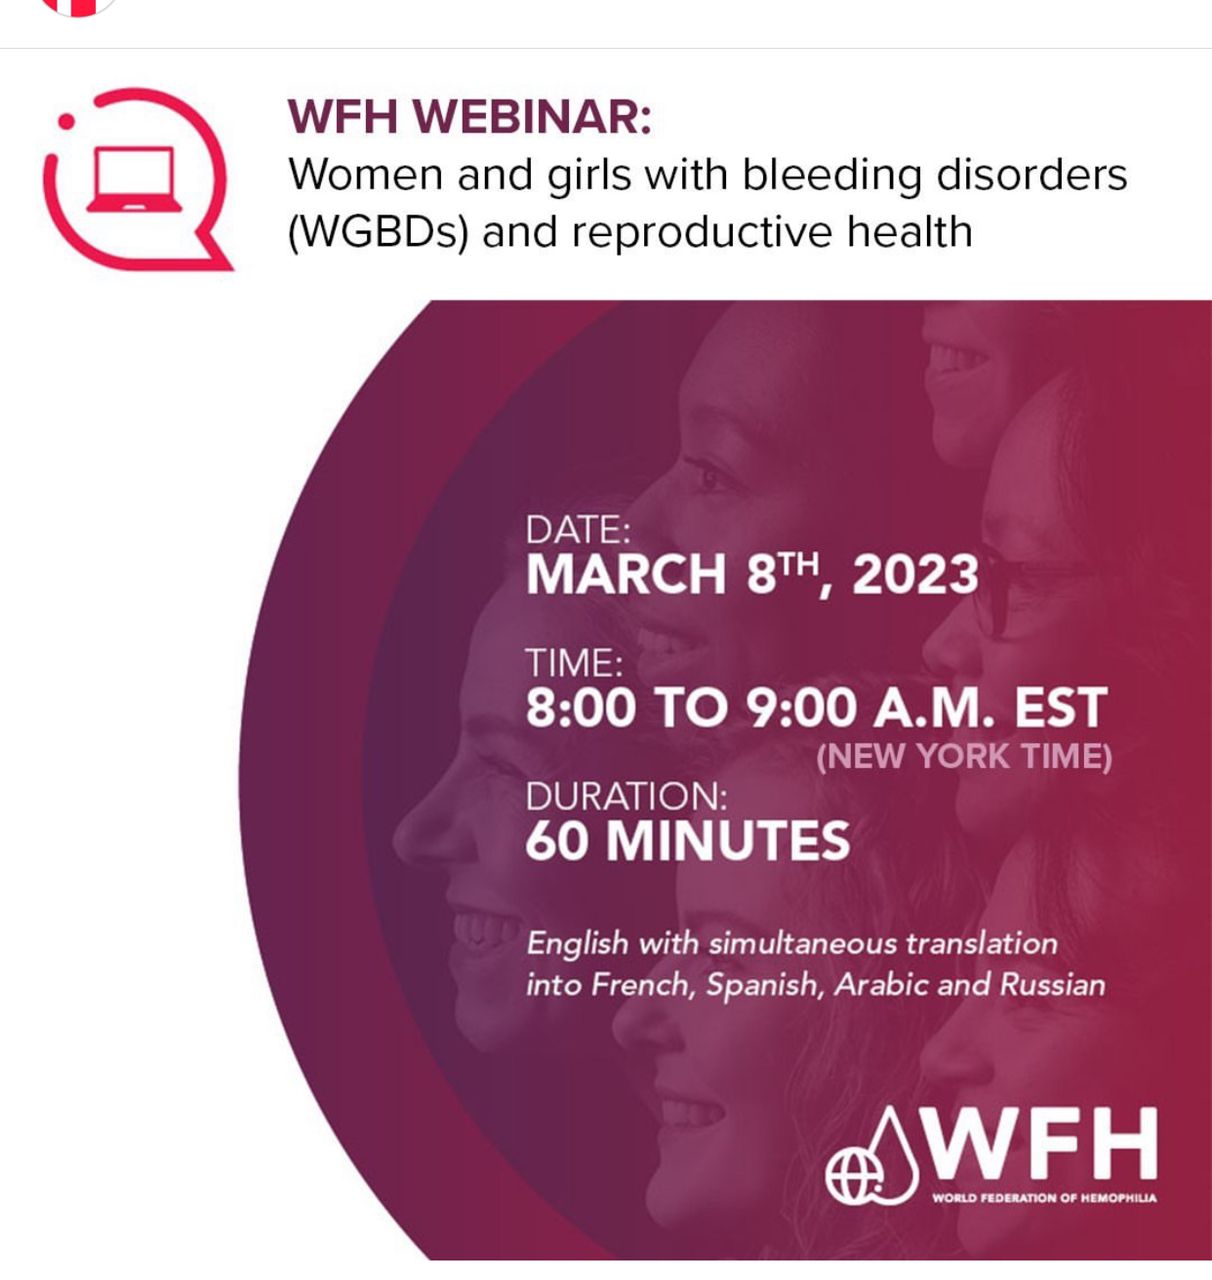 WFH WEBINAR:
Women and girls with bleeding disorders
(WGBDs) and reproductive health
DATE:
MARCH 8TH, 2023
TIME:
8:00 TO 9:00 A.M. EST
(NEW YORK TIME)
DURATION:
60 MINUTES
English with simultaneous translation
into French, Spanish, Arabic and Russian
WFH
WORLD FEDERATION OF HEMOPHILIA